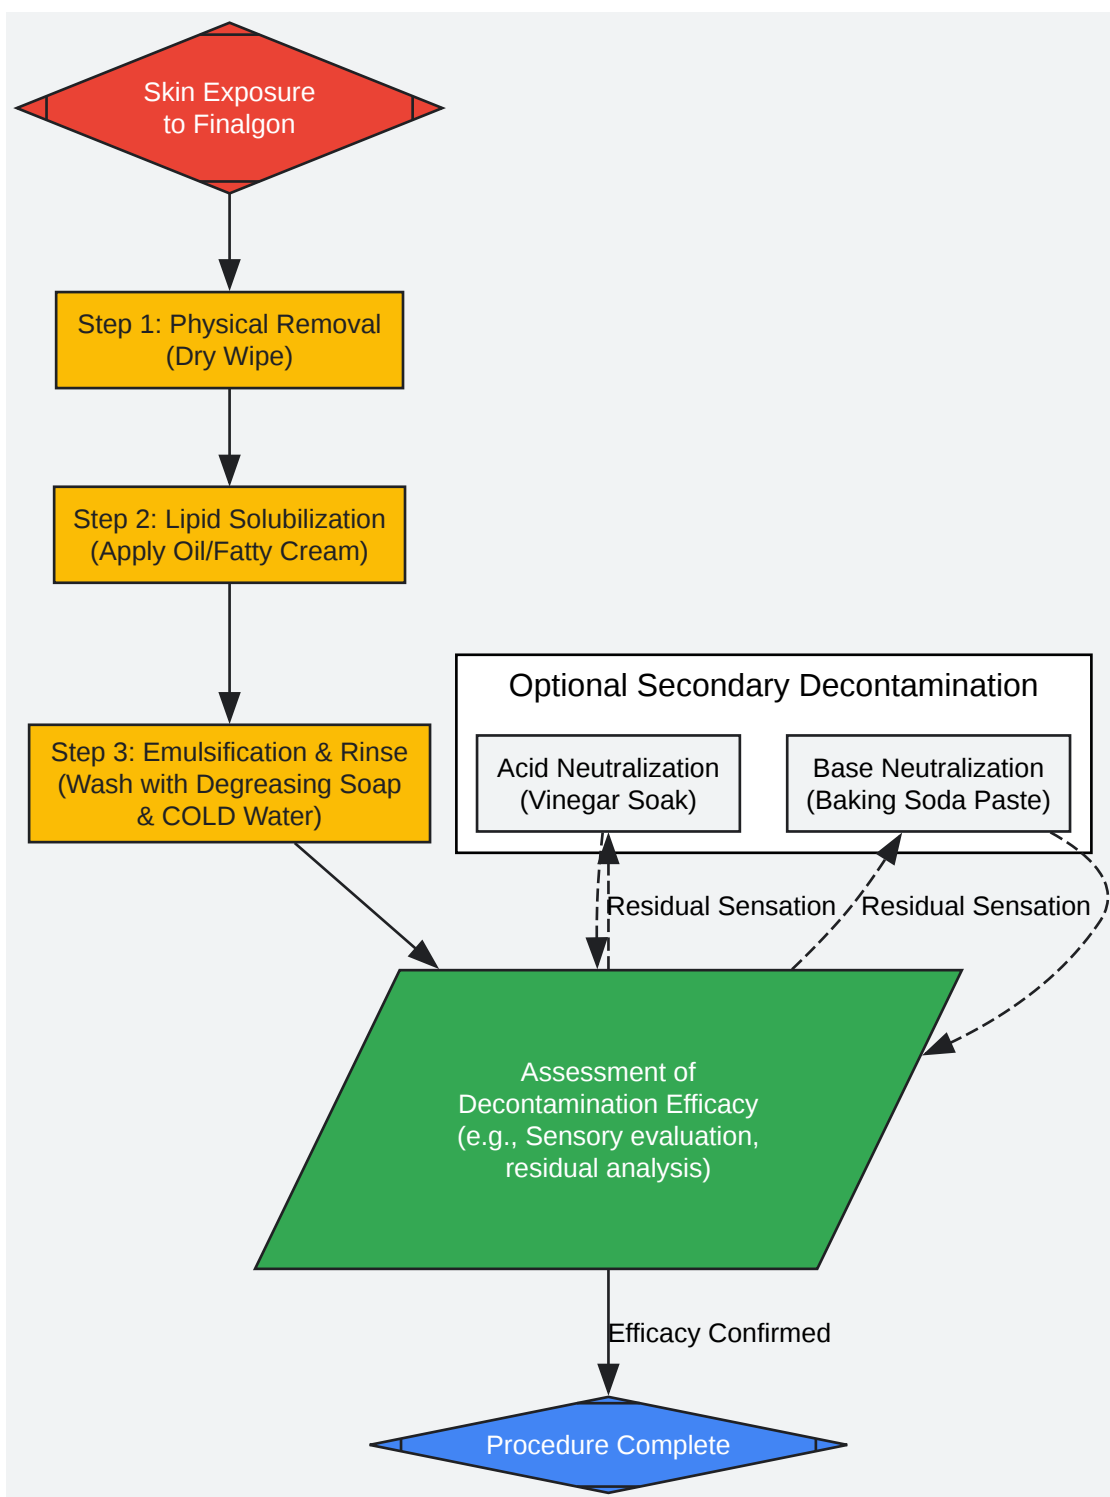 Skin Exposure
to Finalgon
Step 1: Physical Removal
(Dry Wipe)
Step 2: Lipid Solubilization
(Apply Oil/Fatty Cream)
Optional Secondary Decontamination
Step 3: Emulsification & Rinse
(Wash with Degreasing Soap
& COLD Water)
Acid Neutralization
(Vinegar Soak)
Base Neutralization
(Baking Soda Paste)
Residual Sensation
Residual Sensation
Assessment of
Decontamination Efficacy
(e.g., Sensory evaluation,
residual analysis)
Efficacy Confirmed
Procedure Complete